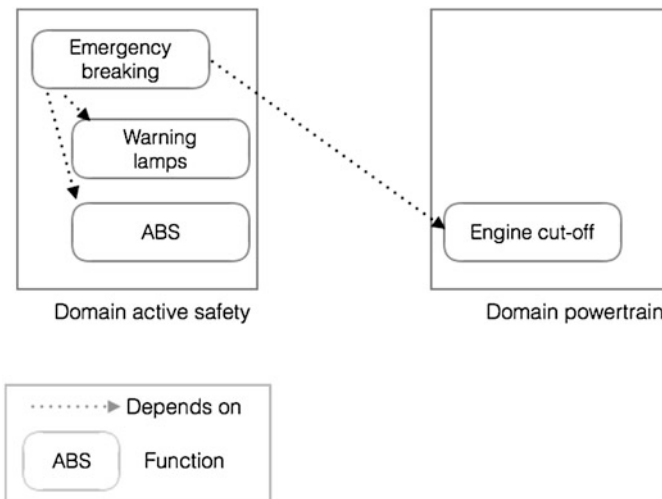 Emergency
breaking
Warning
lamps
ABS
Engine cut-off
Domain active safety
Domain powertrain
Depends on
ABS
Function